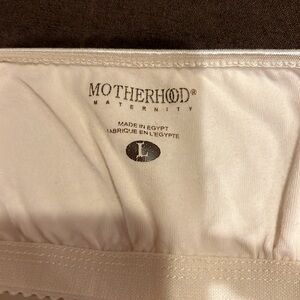 MOTHERHOOD®
MATERNITY
MADE IN EGYPT
FABRIQUE EN L'EGYPTE
L